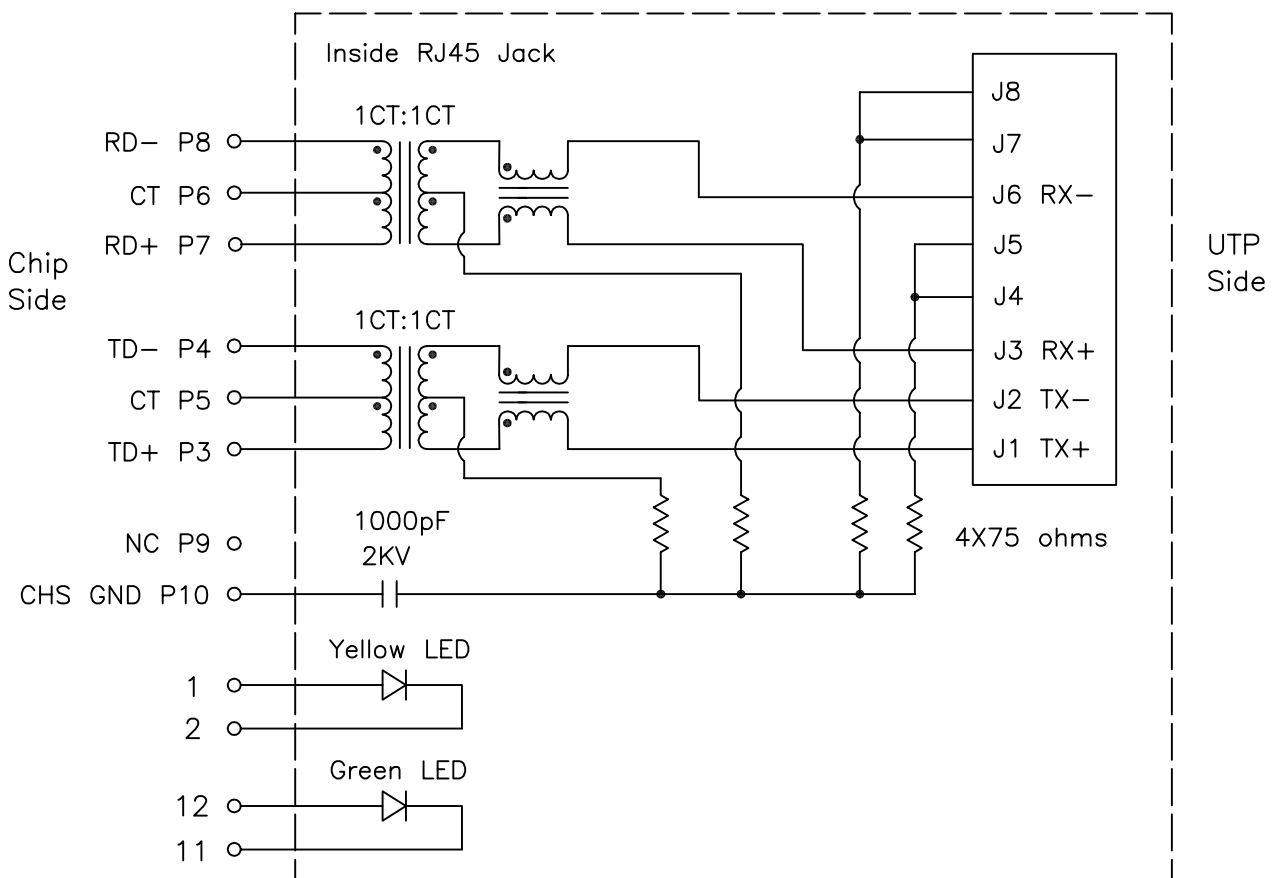 Inside RJ45 Jack
1CT:1CT
RD- P8
CT P6
RD+ P7
Chip
Side
1CT:1CT
TD- P4
CT P5
TD+ P3
NC P9
CHS GND P10
1000pF
2KV
Yellow LED
1
2
Green LED
12
11
J8
J7
J6 RX-
J5
J4
J3 RX+
J2 TX-
J1 TX+
UTP
Side
4X75 ohms